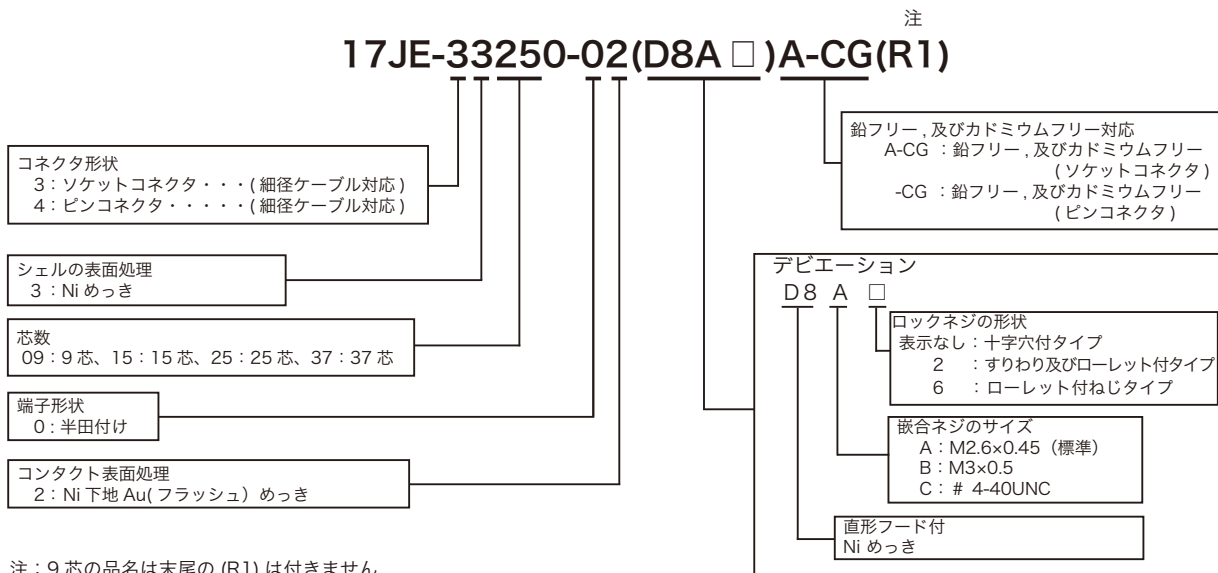 注
17JE-33250-02(D8A □)A-CG(R1)
コネクタ形状
3：ソケットコネクタ・・・( 細径ケーブル対応 )
4：ピンコネクタ・・・・・( 細径ケーブル対応 )
シェルの表面処理
3 ：Ni めっき
芯数
09：9 芯、15：15 芯、25：25 芯、37：37 芯
端子形状
0：半田付け
コンタクト表面処理
2：Ni 下地 Au( フラッシュ）めっき
注：9 芯の品名は末尾の (R1) は付きません
鉛フリー , 及びカドミウムフリー対応
A-CG ：鉛フリー , 及びカドミウムフリー
( ソケットコネクタ )
-CG ：鉛フリー , 及びカドミウムフリー
( ピンコネクタ )
デビエーション
D8 A □
ロックネジの形状
表示なし：十字穴付タイプ
2 ：すりわり及びローレット付タイプ
6 ：ローレット付ねじタイプ
嵌合ネジのサイズ
A：M2.6×0.45（標準）
B：M3×0.5
C：# 4-40UNC
直形フード付
Ni めっき